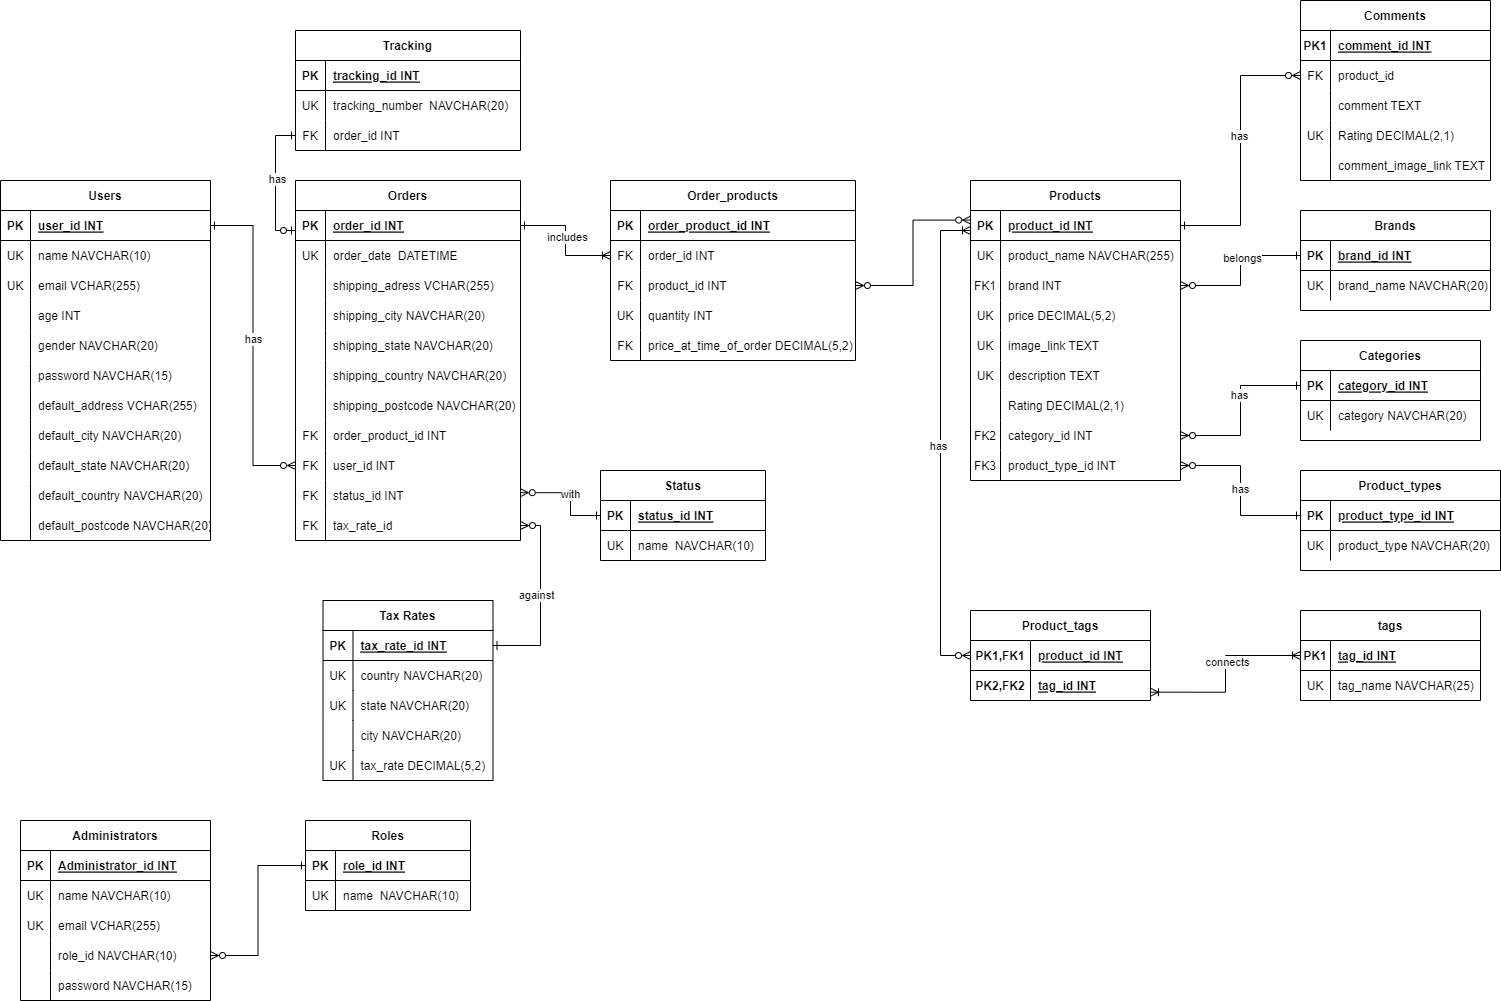 Tracking
PK tracking_id INT
UK tracking_number NAVCHAR(20)
FK order_id INT
has
Users
PK user_id INT
UK name NAVCHAR(10)
UK email VCHAR(255)
age INT
gender NAVCHAR(20)
password NAVCHAR(15)
default_address VCHAR(255)
default_city NAVCHAR(20)
default_state NAVCHAR(20)
default_country NAVCHAR(20)
default_postcode NAVCHAR(20)
has
Orders
PK order_id INT
UK order_date DATETIME
shipping_adress VCHAR(255)
shipping_city NAVCHAR(20)
shipping_state NAVCHAR(20)
shipping_country NAVCHAR(20)
shipping_postcode NAVCHAR(20)
FK order_product_id INT
FK user_id INT
FK status_id INT
FK tax_rate_id
includes
Order_products
PK order_product_id INT
FK order_id INT
FK product_id INT
UK quantity INT
FK price_at_time_of_order DECIMAL(5,2)
with
Status
PK status_id INT
UK name NAVCHAR(10)
against
Tax Rates
PK tax_rate_id INT
UK country NAVCHAR(20)
UK state NAVCHAR(20)
city NAVCHAR(20)
UK tax_rate DECIMAL(5,2)
Products
PK product_id INT
UK product_name NAVCHAR(255)
FK1 brand INT
UK price DECIMAL(5,2)
UK image_link TEXT
UK description TEXT
Rating DECIMAL(2,1)
FK2 category_id INT
FK3 product_type_id INT
has
Comments
PK1 comment_id INT
FK product_id
comment TEXT
UK Rating DECIMAL(2,1)
comment_image_link TEXT
belongs
Brands
PK brand_id INT
UK brand_name NAVCHAR(20)
has
Categories
PK category_id INT
UK category NAVCHAR(20)
has
Product_types
PK product_type_id INT
UK product_type NAVCHAR(20)
has
Product_tags
PK1,FK1 product_id INT
PK2,FK2 tag_id INT
connects
tags
PK1 tag_id INT
UK tag_name NAVCHAR(25)
Administrators
PK Administrator_id INT
UK name NAVCHAR(10)
UK email VCHAR(255)
role_id NAVCHAR(10)
password NAVCHAR(15)
Roles
PK role_id INT
UK name NAVCHAR(10)